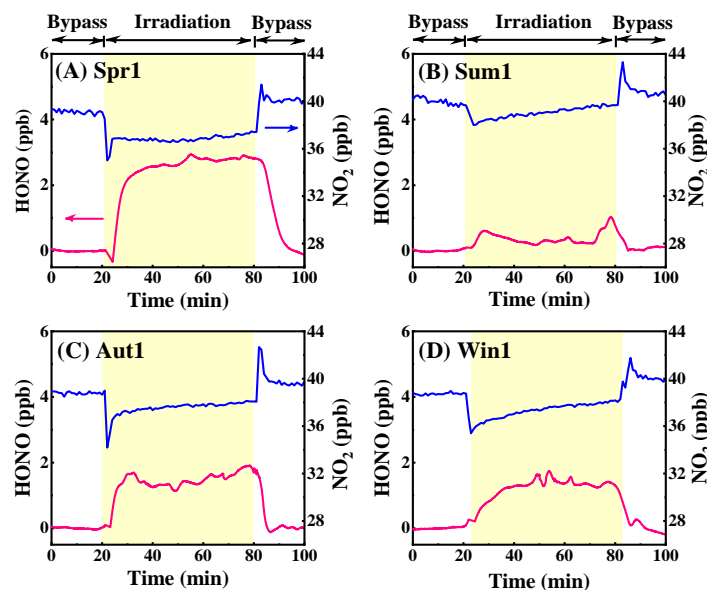 Bypass Irradiation Bypass Bypass Irradiation Bypass
(A) Spr1
6
4
2
0
HONO (ppb)
44
40
36
32
28
NO₂ (ppb)
0 20 40 60 80 100
Time (min)
(B) Sum1
6
4
2
0
HONO (ppb)
44
40
36
32
28
NO₂ (ppb)
0 20 40 60 80 100
Time (min)
(C) Aut1
6
4
2
0
HONO (ppb)
44
40
36
32
28
NO₂ (ppb)
0 20 40 60 80 100
Time (min)
(D) Win1
6
4
2
0
HONO (ppb)
44
40
36
32
28
NO₂ (ppb)
0 20 40 60 80 100
Time (min)